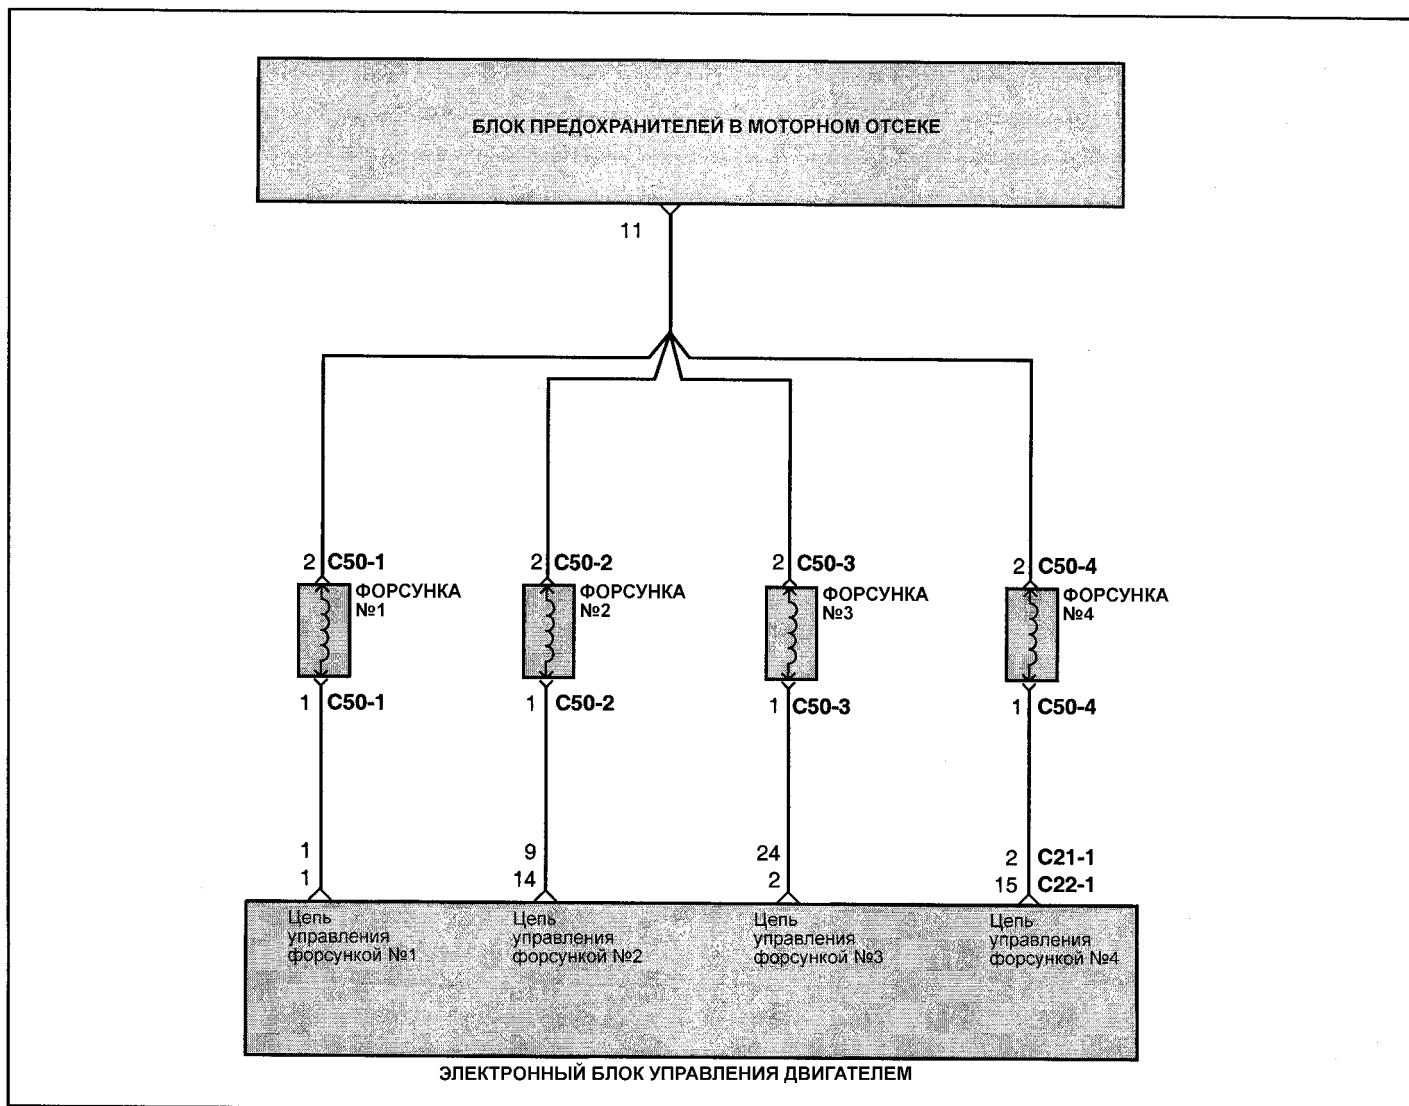 БЛОК ПРЕДОХРАНИТЕЛЕЙ В МОТОРНОМ ОТСЕКЕ
11
2 C50-1
ФОРСУНКА
№1
1 C50-1
2 C50-2
ФОРСУНКА
№2
1 C50-2
2 C50-3
ФОРСУНКА
№3
1 C50-3
2 C50-4
ФОРСУНКА
№4
1 C50-4
1 9 24 2 C21-1
1 14 2 15 C22-1
Цепь
управления
форсункой №1
Цепь
управления
форсункой №2
Цепь
управления
форсункой №3
Цепь
управления
форсункой №4
ЭЛЕКТРОННЫЙ БЛОК УПРАВЛЕНИЯ ДВИГАТЕЛЕМ